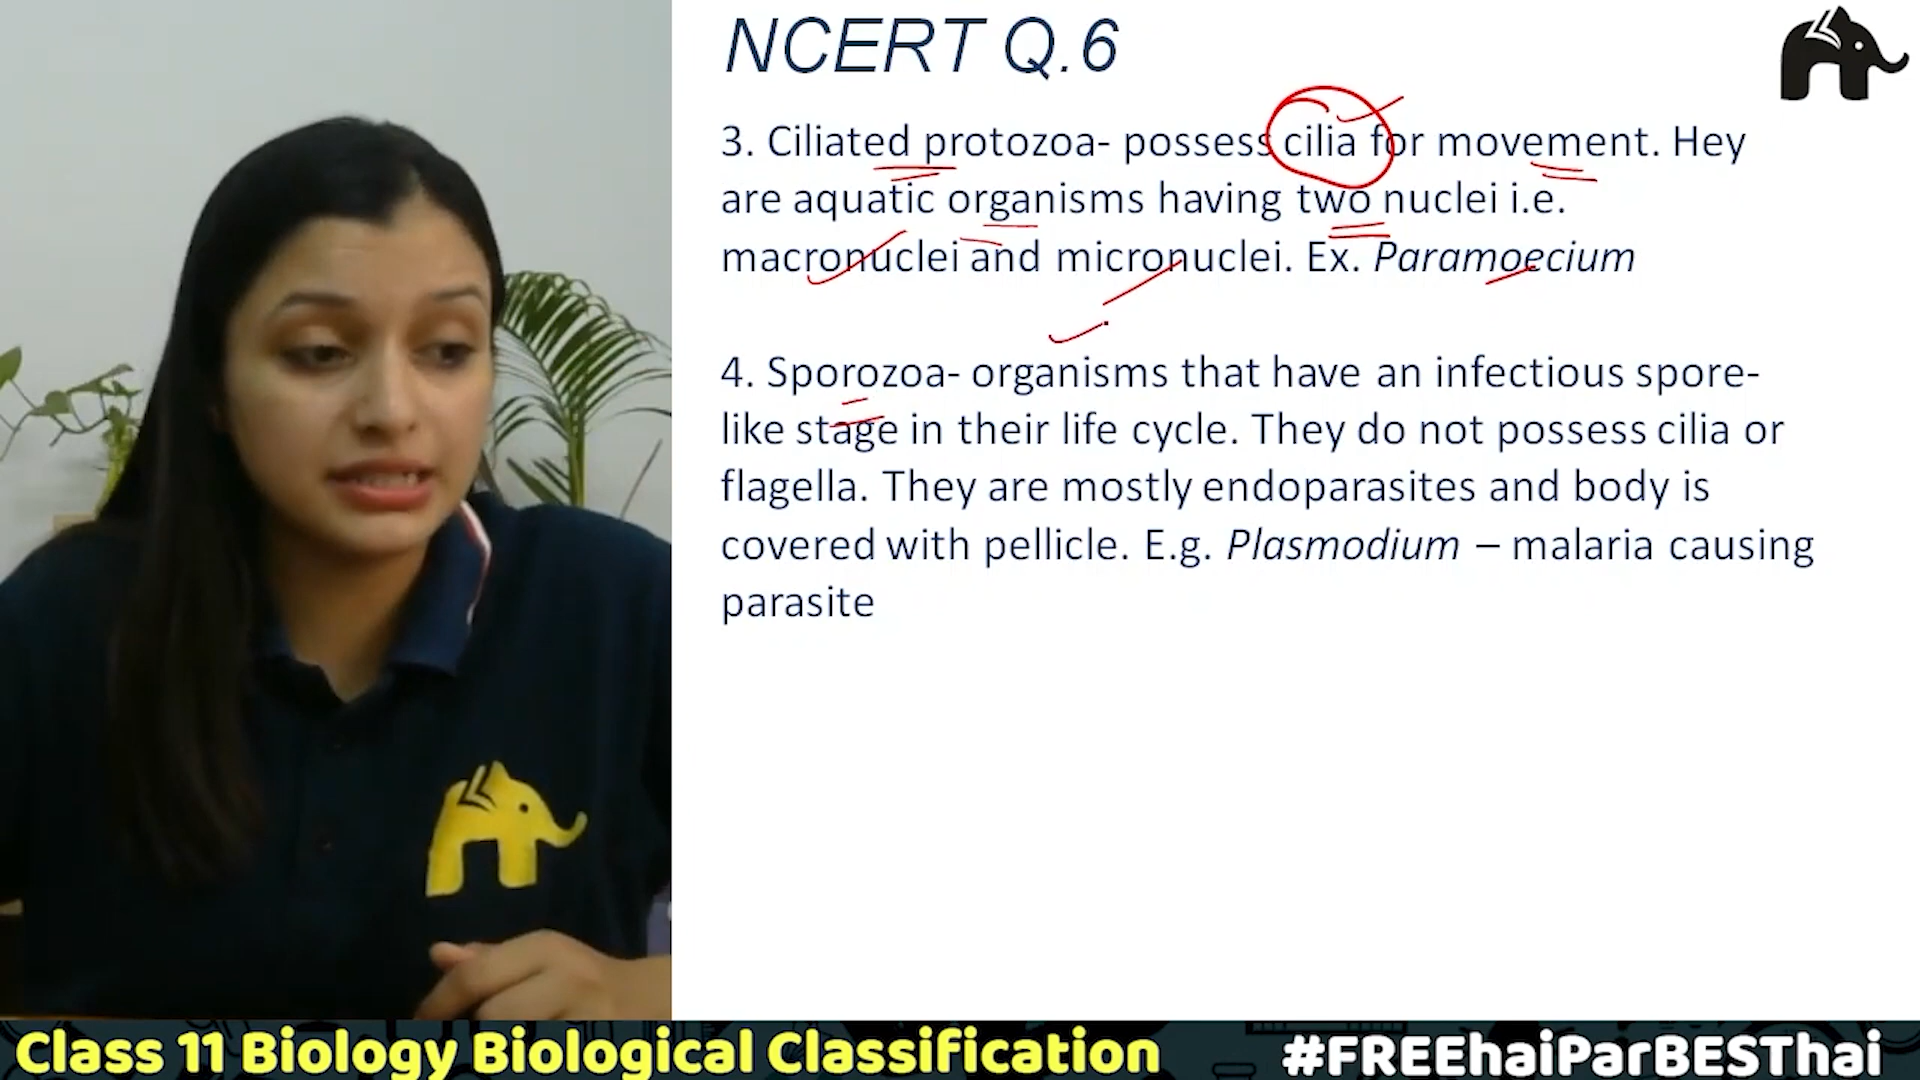 NCERT Q.6
3. Ciliated protozoa- possess cilia for movement. Hey
are aquatic organisms having two nuclei i.e.
macronuclei and micronuclei. Ex. Paramoecium
4. Sporozoa- organisms that have an infectious spore-
like stage in their life cycle. They do not possess cilia or
flagella. They are mostly endoparasites and body is
covered with pellicle. E.g. Plasmodium – malaria causing
parasite
Class 11 Biology Biological Classification
#FREEhaiParBESThai